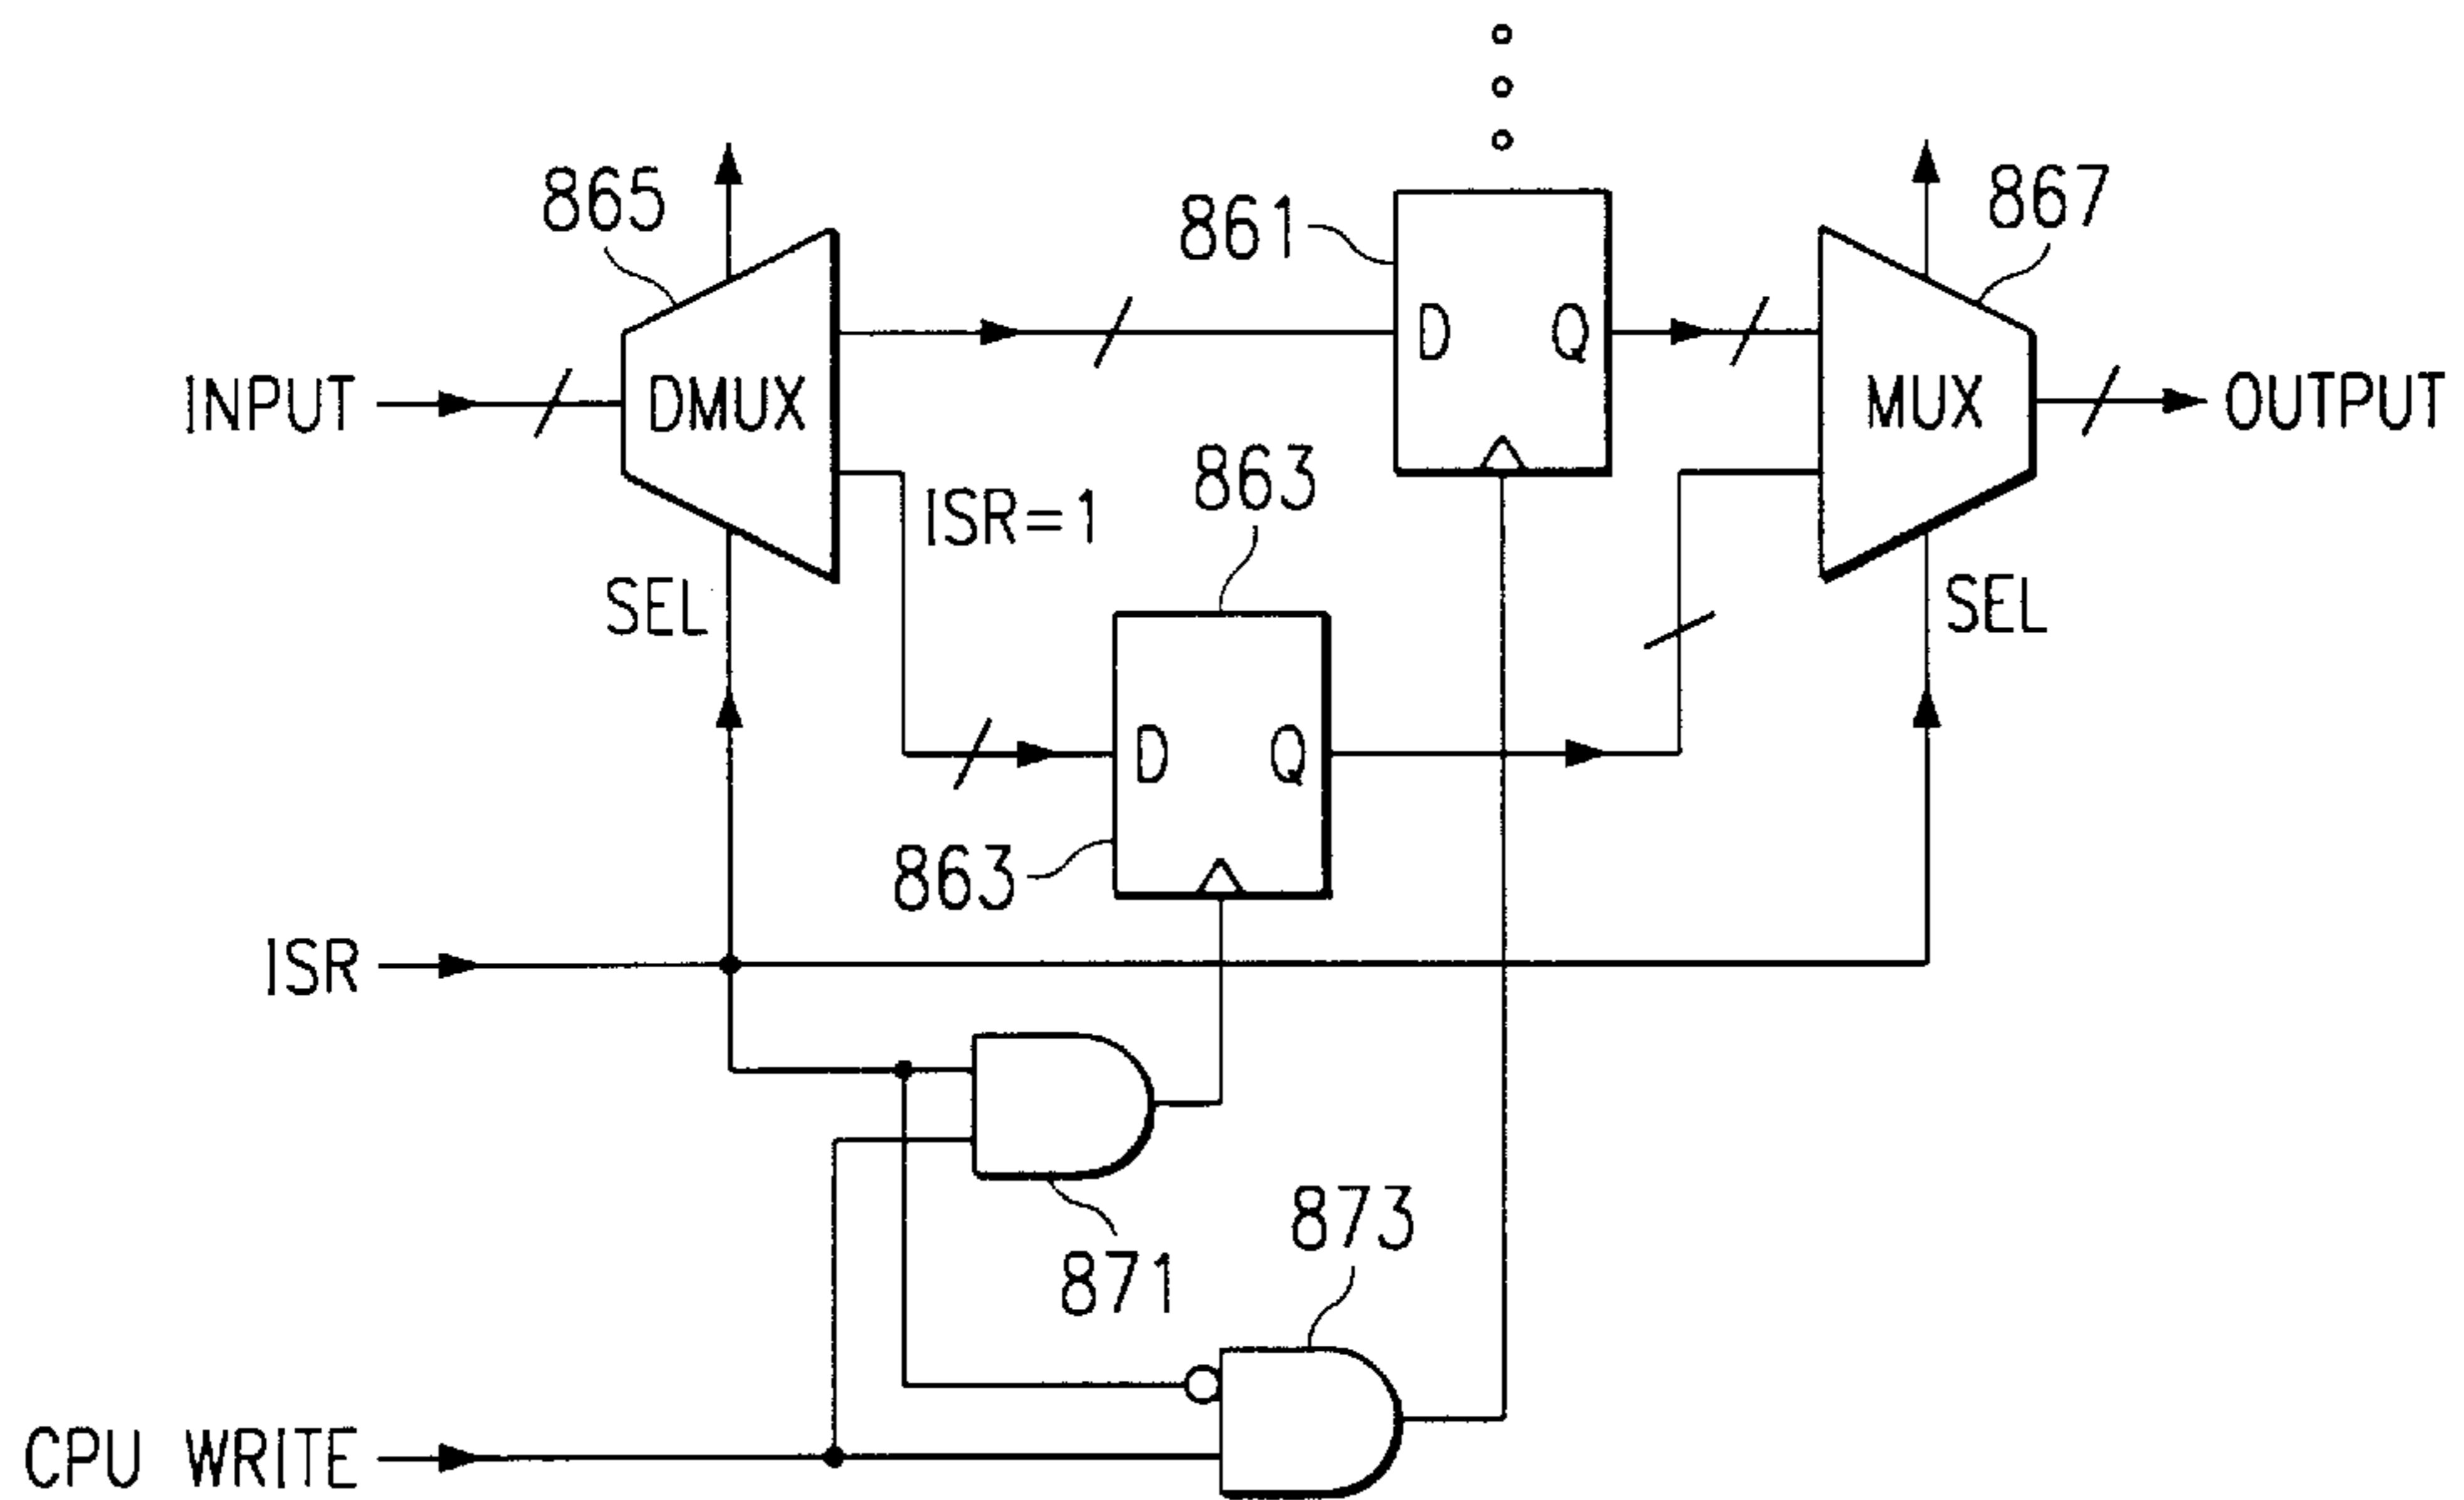 865
861
867
D Q
INPUT
DMUX
MUX
OUTPUT
863
ISR=1
SEL
SEL
D Q
863
ISR
871
873
CPU WRITE